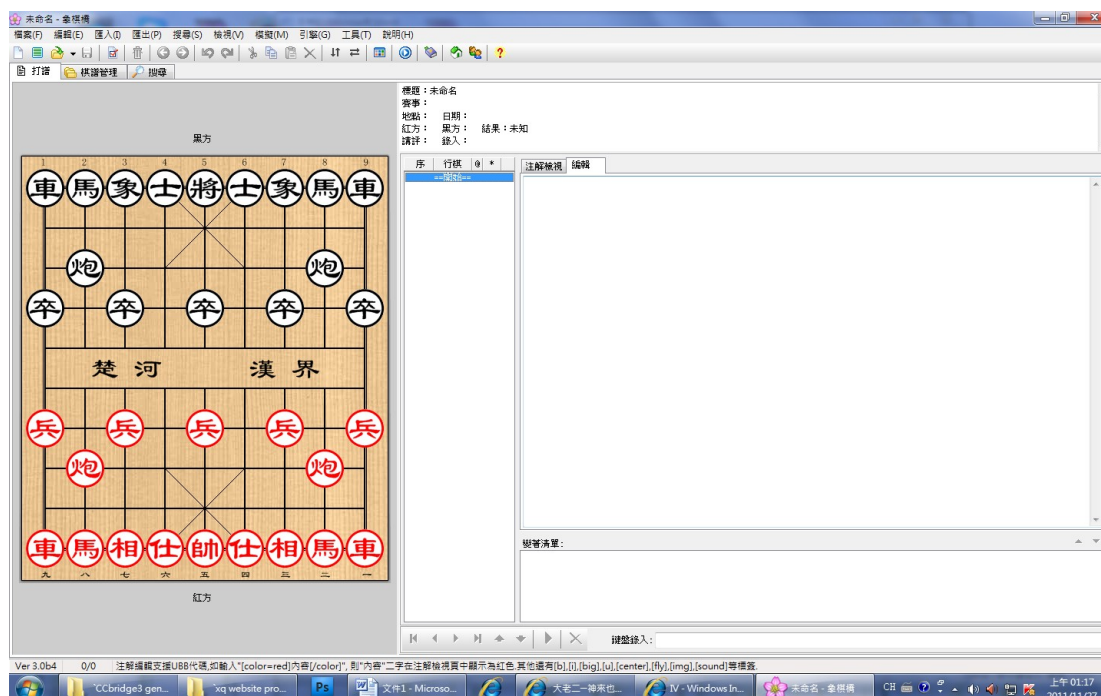 未命名 - 象棋橋
檔案(F) 編輯(E) 匯入(I) 匯出(P) 搜尋(S) 檢視(V) 模擬(M) 引擎(G) 工具(T) 說明(H)
打譜 棋譜管理 搜尋
標題：未命名
賽事：
地點： 日期：
紅方： 黑方： 結果：未知
講評： 錄入：
黑方
1 2 3 4 5 6 7 8 9
車 馬 象 士 將 士 象 馬 車
炮 炮
卒 卒 卒 卒 卒
楚 河 漢 界
兵 兵 兵 兵 兵
炮 炮
車 馬 相 仕 帥 仕 相 馬 車
九 八 七 六 五 四 三 二 一
紅方
序 行棋 @ *
==開始==
注解檢視 編輯
變著清單:
鍵盤錄入:
Ver 3.0b4 0/0 注解編輯支援UBB代碼,如輸入"[color=red]內容[/color]", 則"內容"二字在注解檢視頁中顯示為紅色.其他還有[b],[i],[big],[u],[center],[fly],[img],[sound]等標簽.
'CCbridge3 gen... 'xq website pro... Ps 文件1 - Microso... 大老二—神來也... IV - Windows In... 未命名 - 象棋橋 CH 上午 01:17
2011/11/27